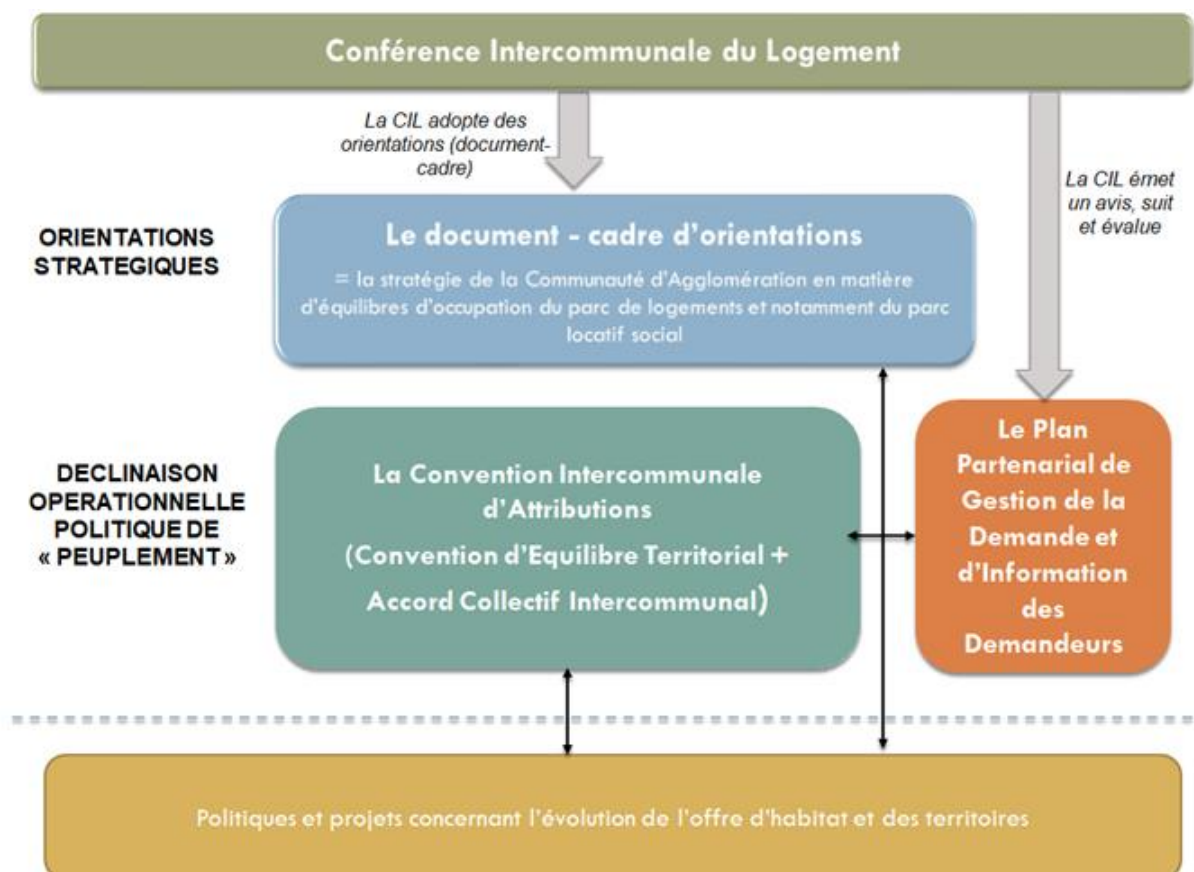 Conférence Intercommunale du Logement
La CIL adopte des
orientations (document-
cadre)
La CIL émet
un avis, suit
et évalue
ORIENTATIONS
STRATEGIQUES
Le document - cadre d'orientations
= la stratégie de la Communauté d'Agglomération en matière
d'équilibres d'occupation du parc de logements et notamment du parc
locatif social
DECLINAISON
OPERATIONNELLE
POLITIQUE DE
« PEUPLEMENT »
La Convention Intercommunale
d'Attributions
(Convention d'Equilibre Territorial +
Accord Collectif Intercommunal)
Le Plan
Partenarial de
Gestion de la
Demande et
d'Information
des
Demandeurs
Politiques et projets concernant l'évolution de l'offre d'habitat et des territoires